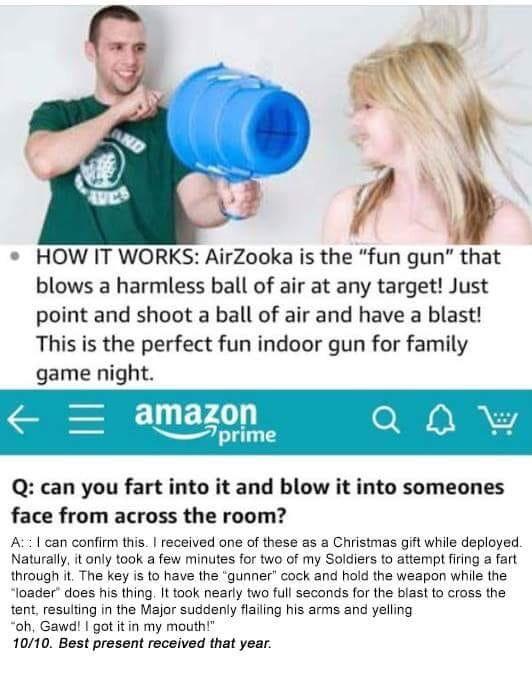 AND
• HOW IT WORKS: AirZooka is the "fun gun" that
blows a harmless ball of air at any target! Just
point and shoot a ball of air and have a blast!
This is the perfect fun indoor gun for family
game night.
amazon
prime
Q: can you fart into it and blow it into someones
face from across the room?
A: : I can confirm this. I received one of these as a Christmas gift while deployed.
Naturally, it only took a few minutes for two of my Soldiers to attempt firing a fart
through it. The key is to have the "gunner" cock and hold the weapon while the
"loader" does his thing. It took nearly two full seconds for the blast to cross the
tent, resulting in the Major suddenly flailing his arms and yelling
"oh, Gawd! I got it in my mouth!"
10/10. Best present received that year.